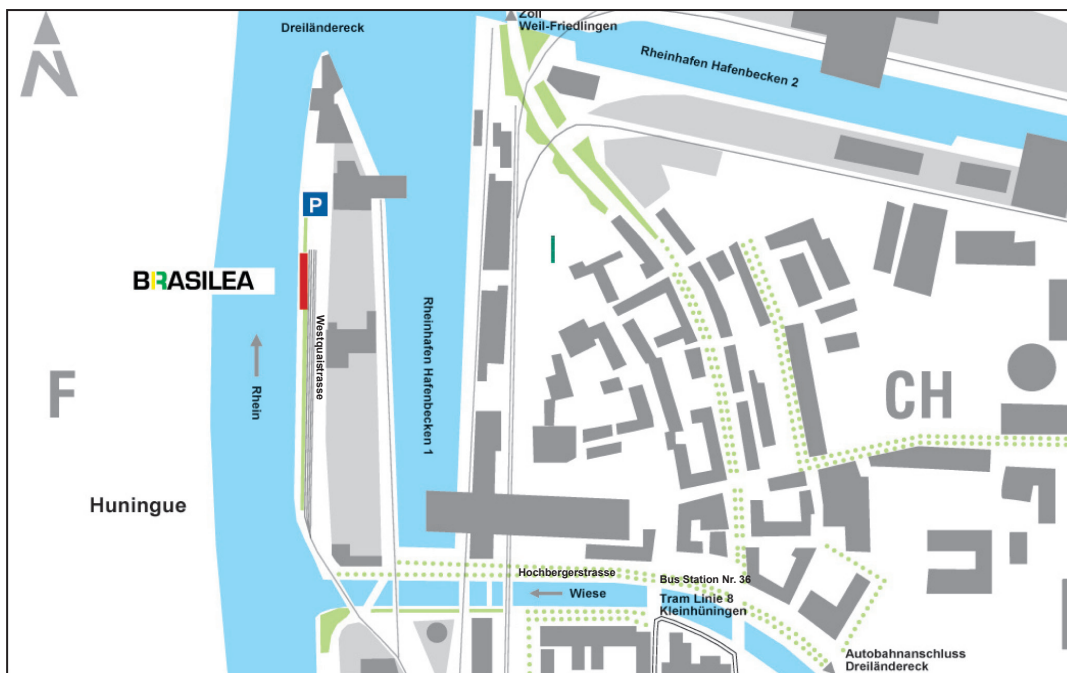 Zoll
Weil-Friedlingen
Dreiländereck
N
Rheinhafen Hafenbecken 2
P
BRASILEA
Westquaistrasse
Rheinhafen Hafenbecken 1
Rhein
F
CH
Huningue
Hochbergerstrasse
Bus Station Nr. 36
Wiese
Tram Linie 8
Kleinhüningen
Autobahnanschluss
Dreiländereck